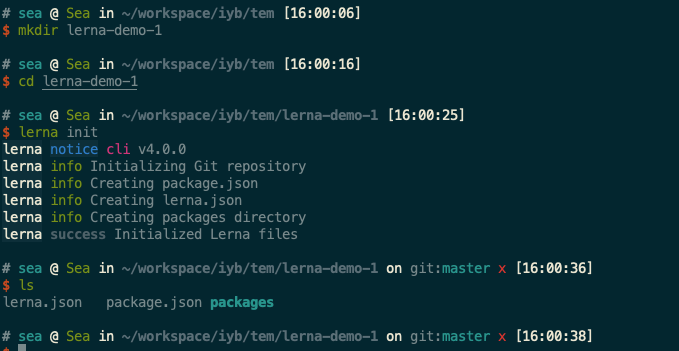 # sea @ Sea in ~/workspace/iyb/tem [16:00:06]
$ mkdir lerna-demo-1
# sea @ Sea in ~/workspace/iyb/tem [16:00:16]
$ cd lerna-demo-1
# sea @ Sea in ~/workspace/iyb/tem/lerna-demo-1 [16:00:25]
$ lerna init
lerna notice cli v4.0.0
lerna info Initializing Git repository
lerna info Creating package.json
lerna info Creating lerna.json
lerna info Creating packages directory
lerna success Initialized Lerna files
# sea @ Sea in ~/workspace/iyb/tem/lerna-demo-1 on git:master x [16:00:36]
$ ls
lerna.json package.json packages
# sea @ Sea in ~/workspace/iyb/tem/lerna-demo-1 on git:master x [16:00:38]
$